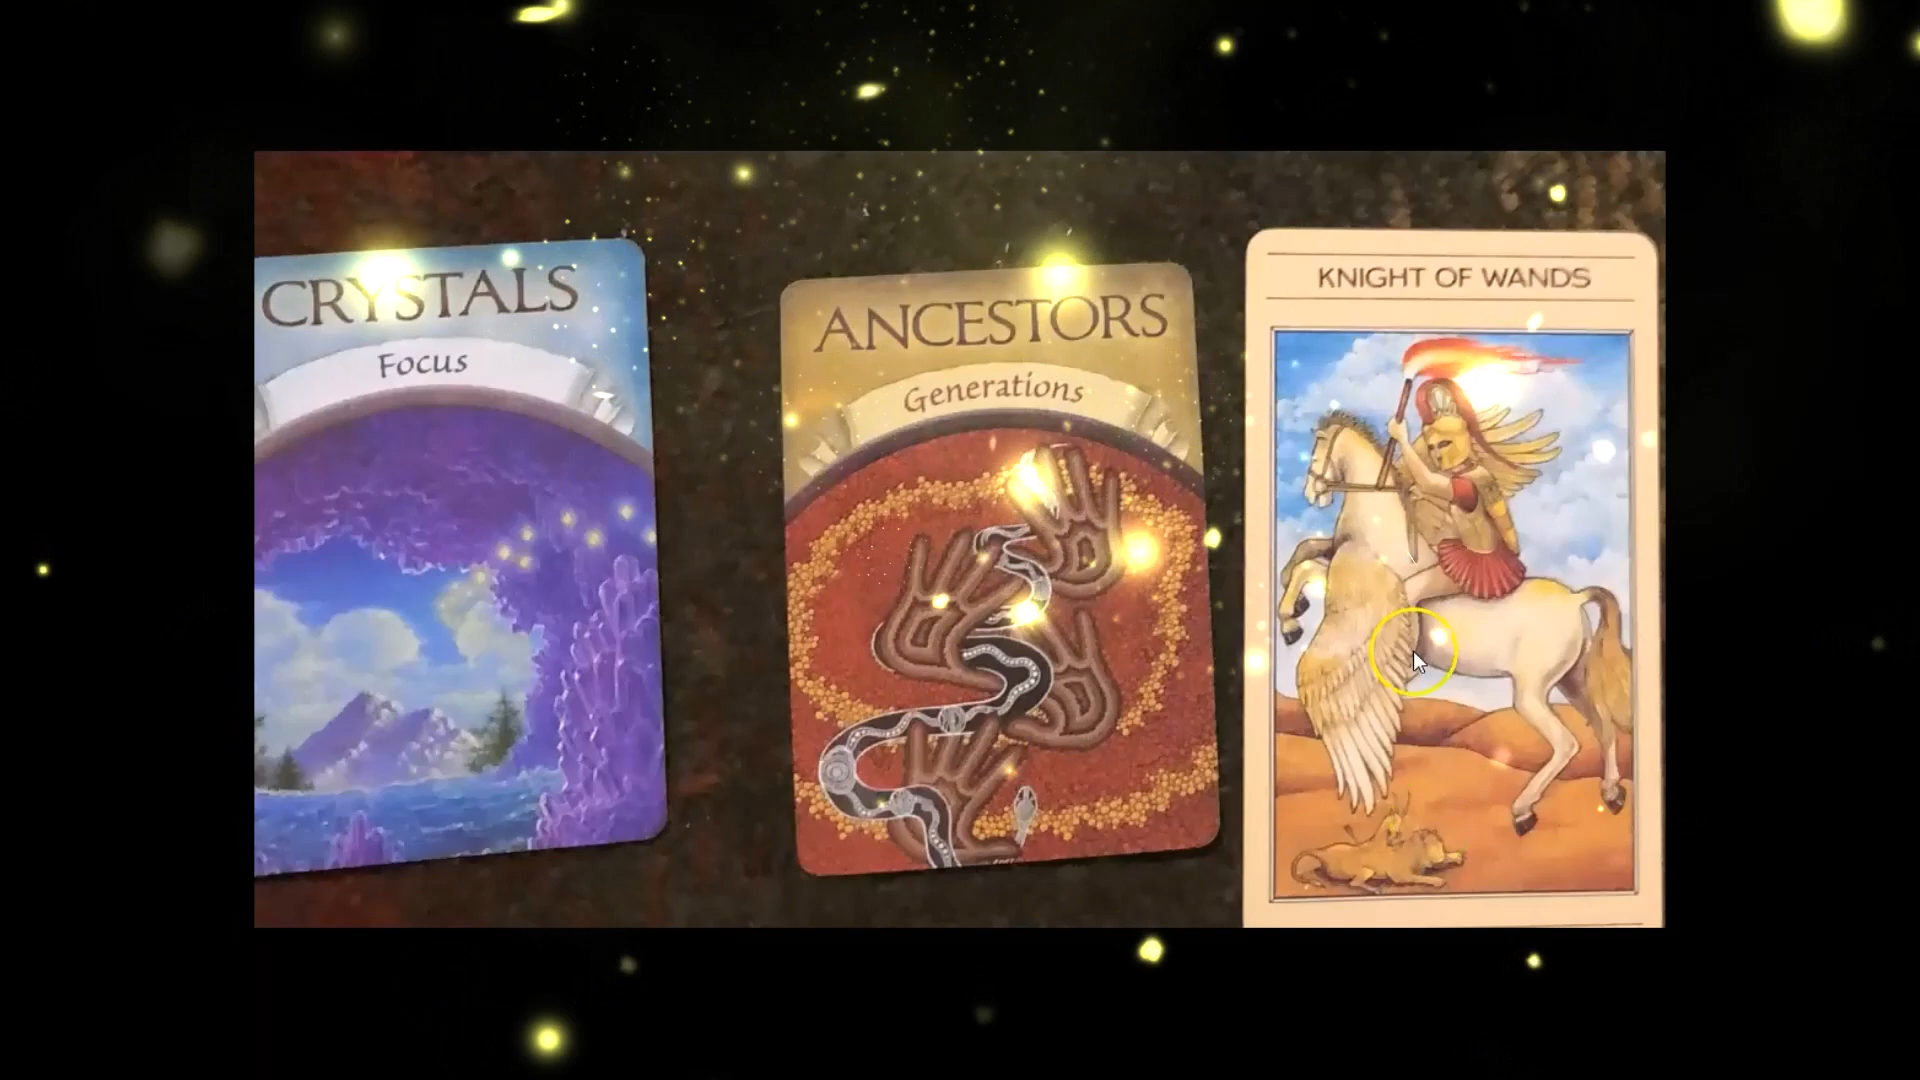 CRYSTALS
Focus
ANCESTORS
Generations
KNIGHT OF WANDS